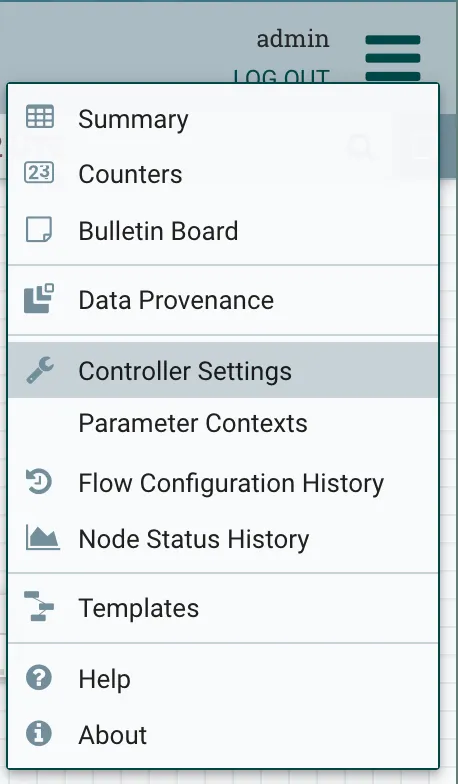 admin
LOG OUT
Summary
23 Counters
Bulletin Board
Data Provenance
Controller Settings
Parameter Contexts
Flow Configuration History
Node Status History
Templates
? Help
i About